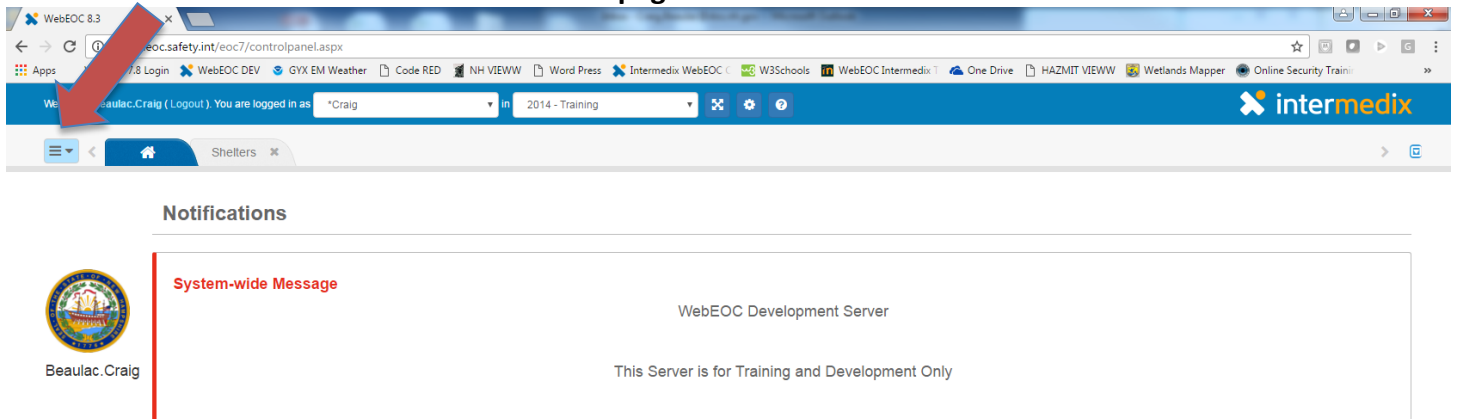 page
WebEOC 8.3
oc.safety.int/eoc7/controlpanel.aspx
Apps 7.8 Login WebEOC DEV GYX EM Weather Code RED NH VIEWW Word Press Intermedix WebEOC W3Schools WebEOC Intermedix One Drive HAZMIT VIEWW Wetlands Mapper Online Security Trainin »
We eaulac.Craig ( Logout ). You are logged in as *Craig in 2014 - Training intermedix
Shelters
Notifications
System-wide Message
WebEOC Development Server
This Server is for Training and Development Only
Beaulac.Craig